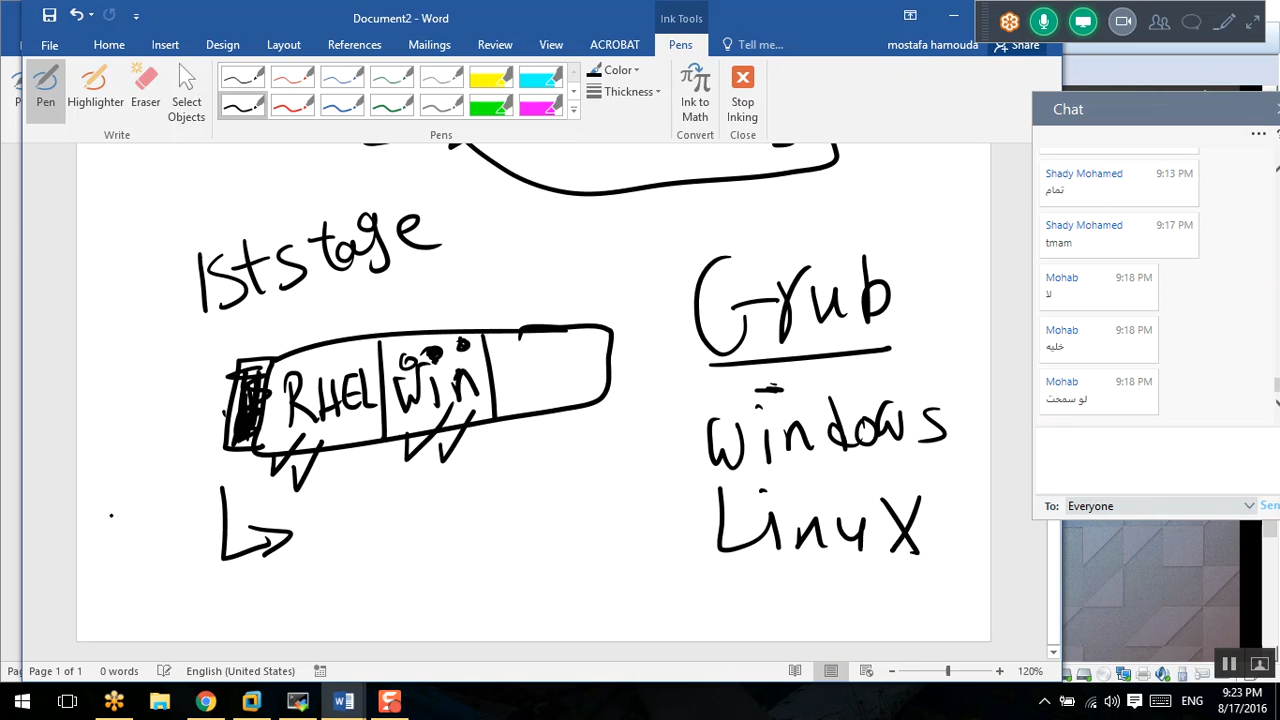 Document2 - Word
Ink Tools
File
Home
Insert
Design
Layout
References
Mailings
Review
View
ACROBAT
Pens
Tell me...
mostafa hamouda
Share
Pen
Highlighter
Eraser
Select
Objects
Color
Thickness
Ink to
Math
Stop
Inking
Write
Pens
Convert
Close
Chat
Shady Mohamed 9:13 PM
تمام
Shady Mohamed 9:17 PM
tmam
Mohab 9:18 PM
لا
Mohab 9:18 PM
خليه
Mohab 9:18 PM
لو سمحت
To: Everyone
Sen
1st stage
Grub
RHEL
Win
windows
Linux
Page 1 of 1
0 words
English (United States)
120%
ENG
9:23 PM
8/17/2016